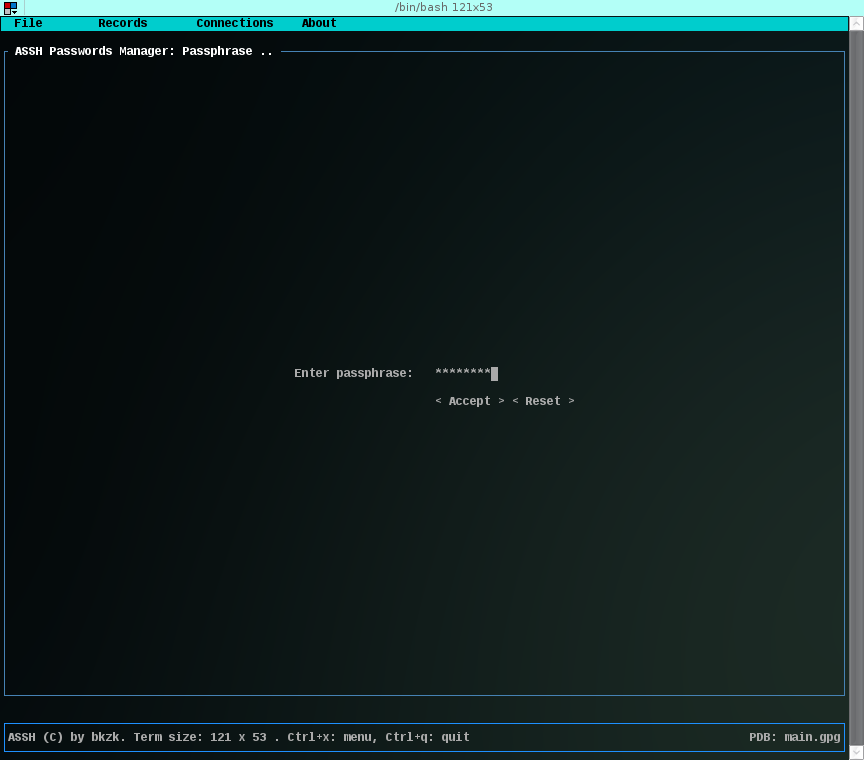 /bin/bash 121x53
File Records Connections About
ASSH Passwords Manager: Passphrase ..
Enter passphrase: ********
< Accept > < Reset >
ASSH (C) by bkzk. Term size: 121 x 53 . Ctrl+x: menu, Ctrl+q: quit PDB: main.gpg